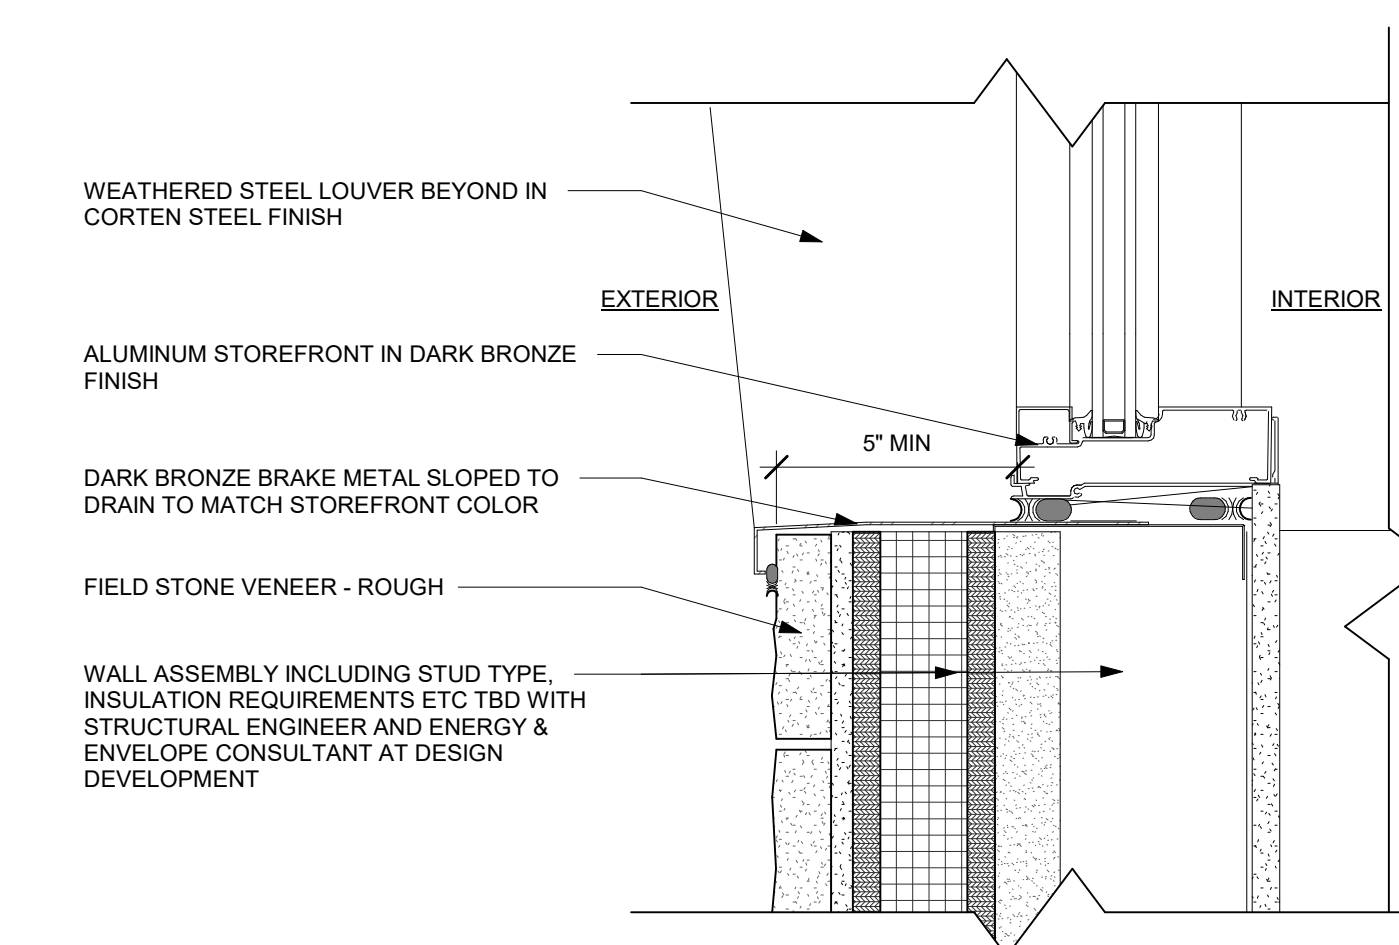 WEATHERED STEEL LOUVER BEYOND IN
CORTEN STEEL FINISH
EXTERIOR
INTERIOR
ALUMINUM STOREFRONT IN DARK BRONZE
FINISH
5" MIN
DARK BRONZE BRAKE METAL SLOPED TO
DRAIN TO MATCH STOREFRONT COLOR
FIELD STONE VENEER - ROUGH
WALL ASSEMBLY INCLUDING STUD TYPE,
INSULATION REQUIREMENTS ETC TBD WITH
STRUCTURAL ENGINEER AND ENERGY &
ENVELOPE CONSULTANT AT DESIGN
DEVELOPMENT